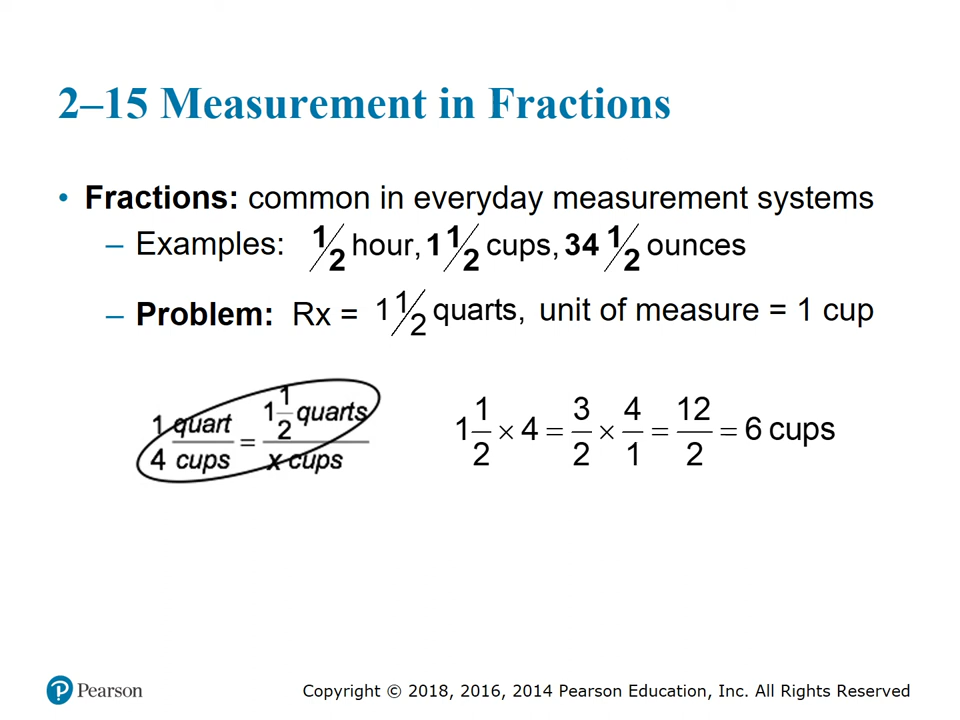 2–15 Measurement in Fractions
• Fractions: common in everyday measurement systems
– Examples: 1/2 hour, 1 1/2 cups, 34 1/2 ounces
– Problem: Rx = 1 1/2 quarts, unit of measure = 1 cup
1 quart / 4 cups = 1 1/2 quarts / x cups
1 1/2 × 4 = 3/2 × 4/1 = 12/2 = 6 cups
Pearson
Copyright © 2018, 2016, 2014 Pearson Education, Inc. All Rights Reserved